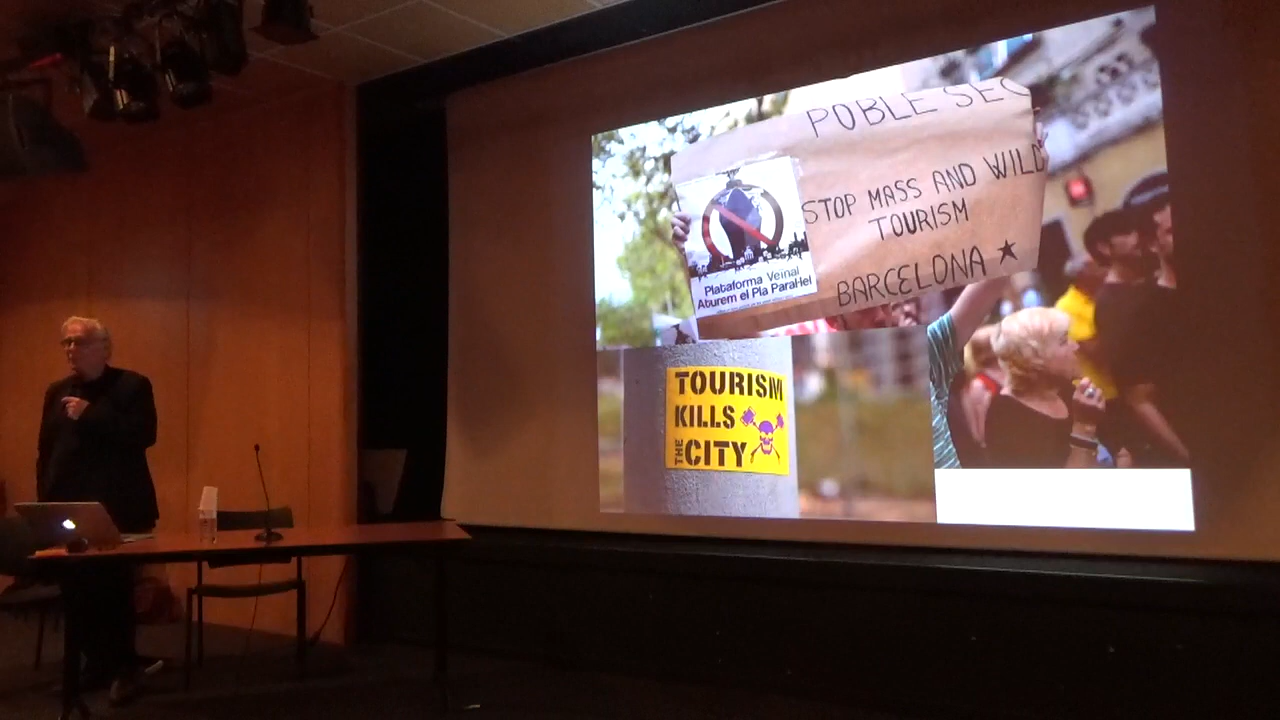 POBLE SEC
STOP MASS AND WILD
TOURISM
BARCELONA
Plataforma Veïnal
Aturem el Pla Paral·lel
TOURISM
KILLS
THE
CITY